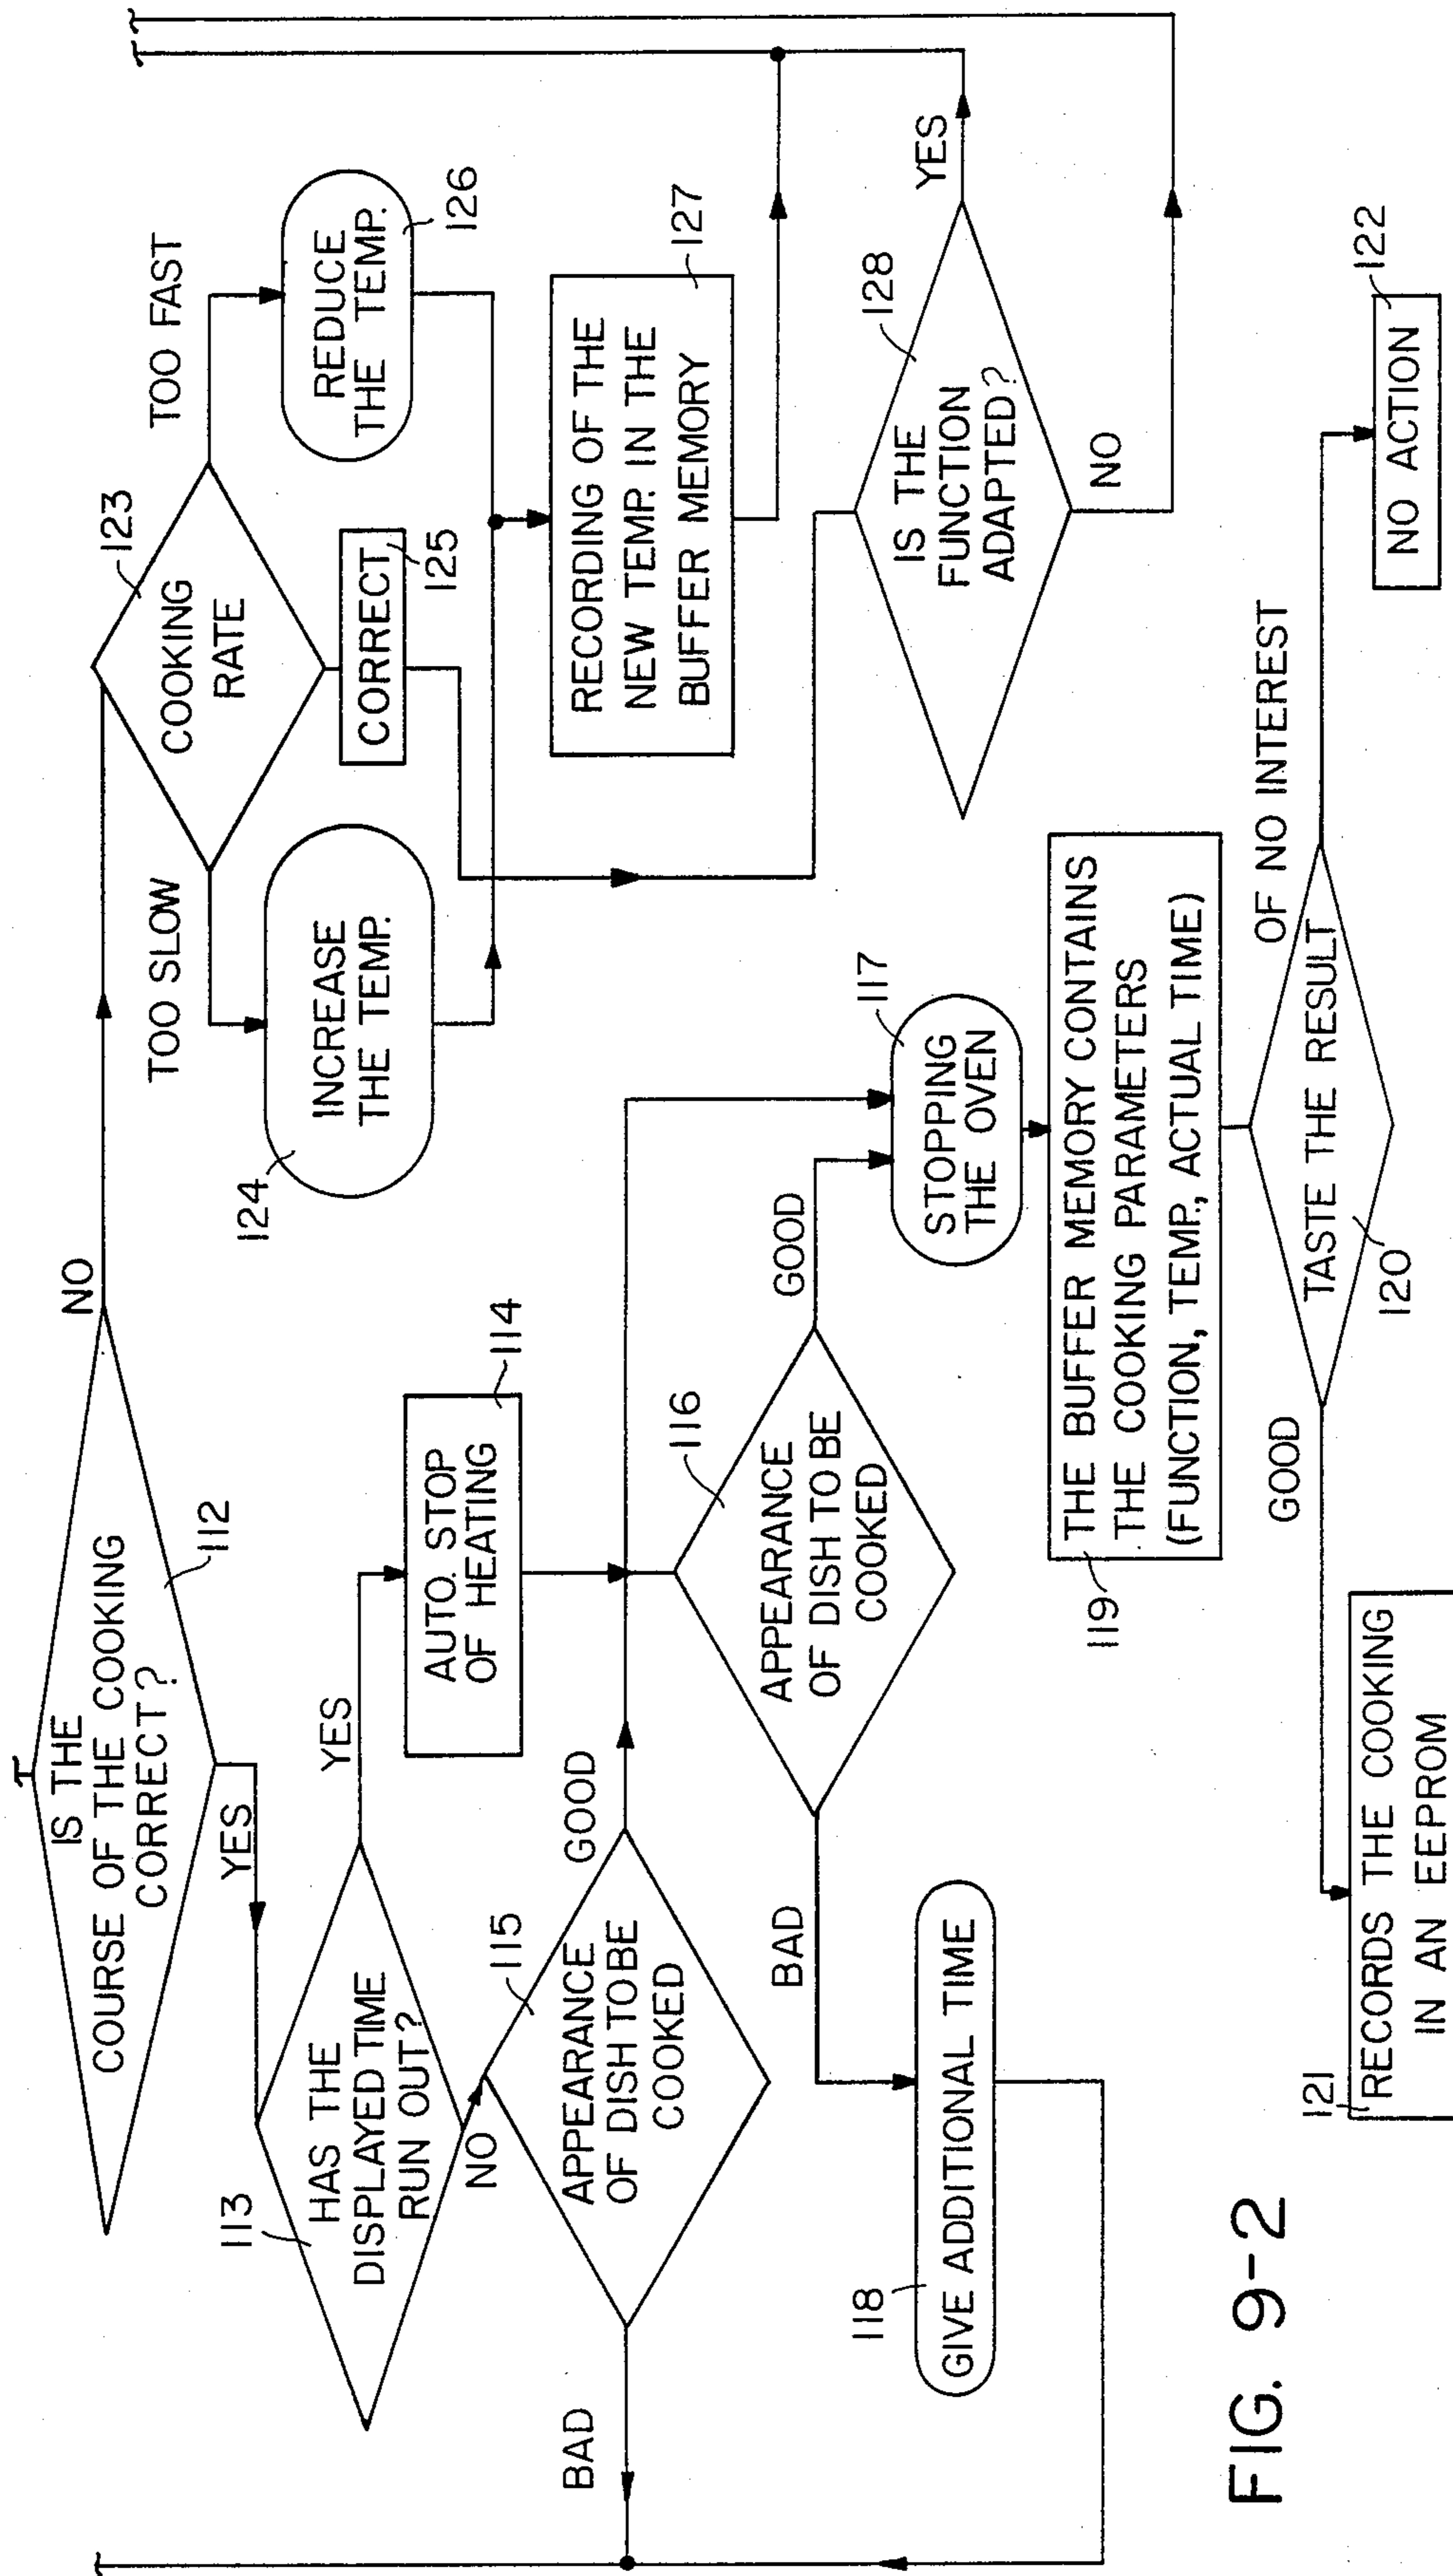 IS THE
COURSE OF THE COOKING
CORRECT?
112
NO
YES
113
HAS THE
DISPLAYED TIME
RUN OUT?
YES
NO
AUTO. STOP
OF HEATING
114
115
APPEARANCE
OF DISH TO BE
COOKED
GOOD
BAD
116
APPEARANCE
OF DISH TO BE
COOKED
GOOD
BAD
117
STOPPING
THE OVEN
118
GIVE ADDITIONAL TIME
119
THE BUFFER MEMORY CONTAINS
THE COOKING PARAMETERS
(FUNCTION, TEMP., ACTUAL TIME)
TASTE THE RESULT
120
GOOD
OF NO INTEREST
121
RECORDS THE COOKING
IN AN EEPROM
NO ACTION
122
123
COOKING
RATE
TOO SLOW
TOO FAST
124
INCREASE
THE TEMP.
CORRECT
125
REDUCE
THE TEMP.
126
RECORDING OF THE
NEW TEMP. IN THE
BUFFER MEMORY
127
128
IS THE
FUNCTION
ADAPTED?
YES
NO
FIG. 9-2